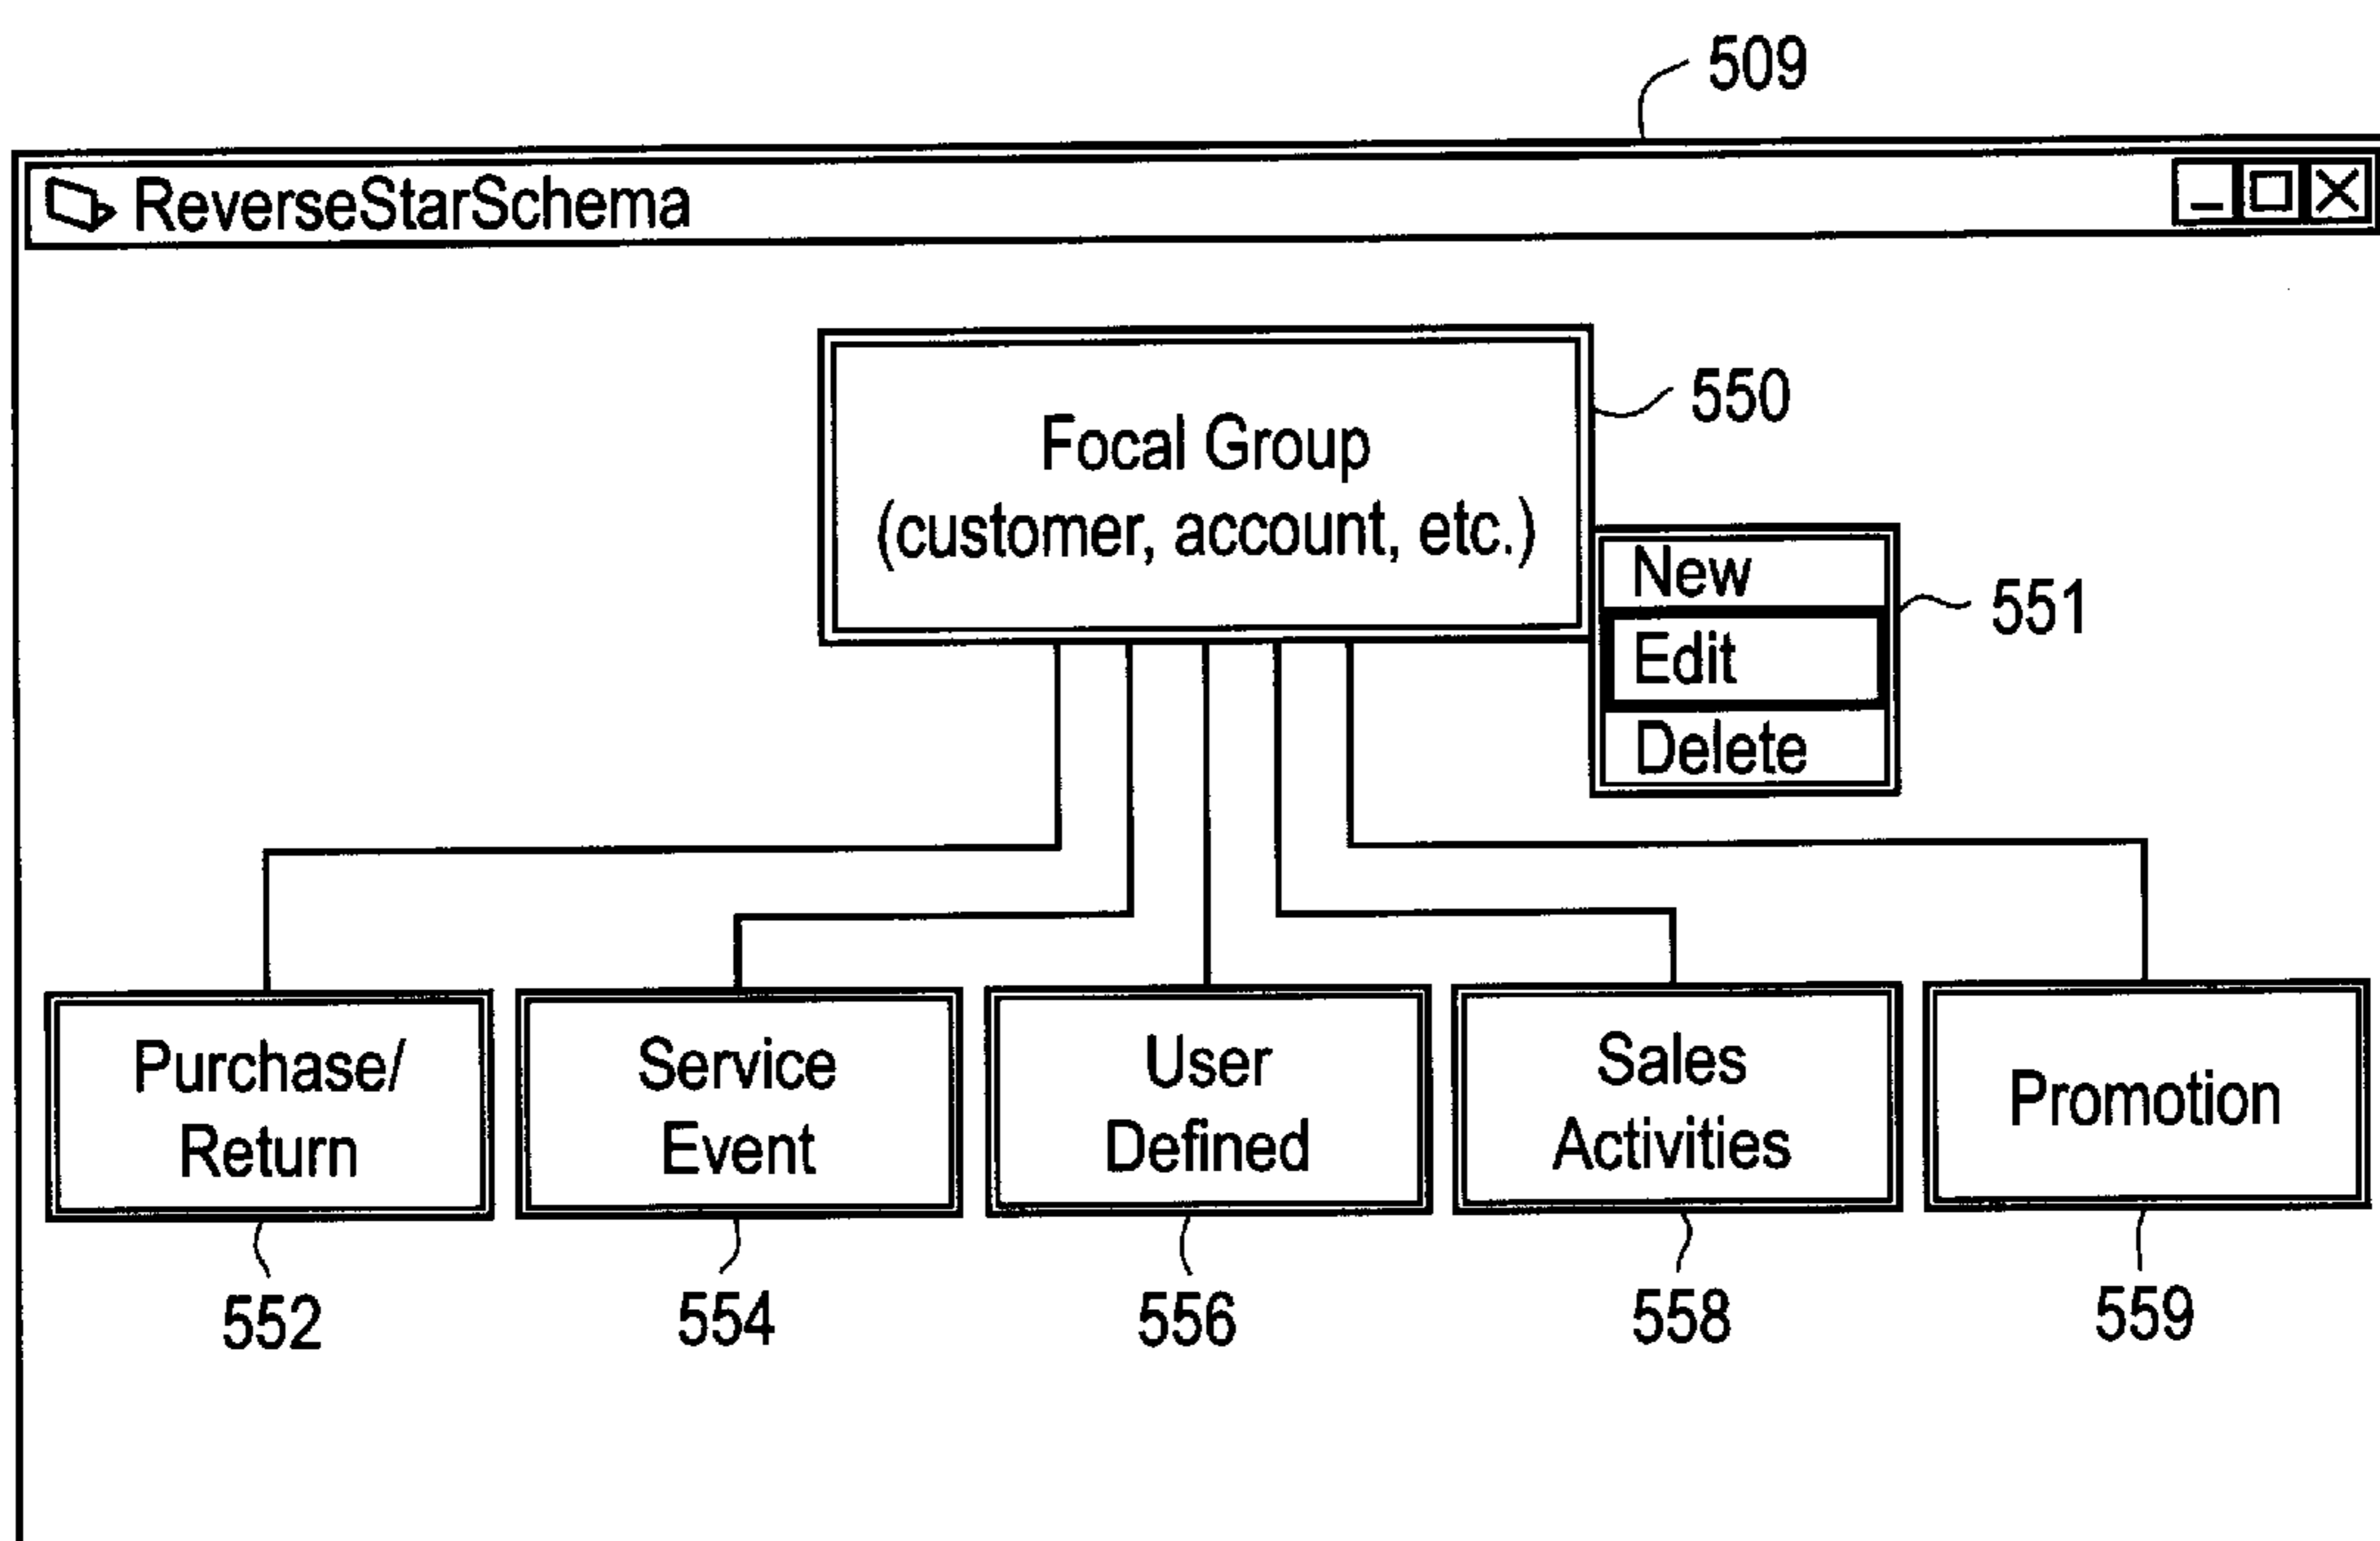 509
ReverseStarSchema
Focal Group
(customer, account, etc.)
550
New
Edit
Delete
551
Purchase/
Return
Service
Event
User
Defined
Sales
Activities
Promotion
552
554
556
558
559